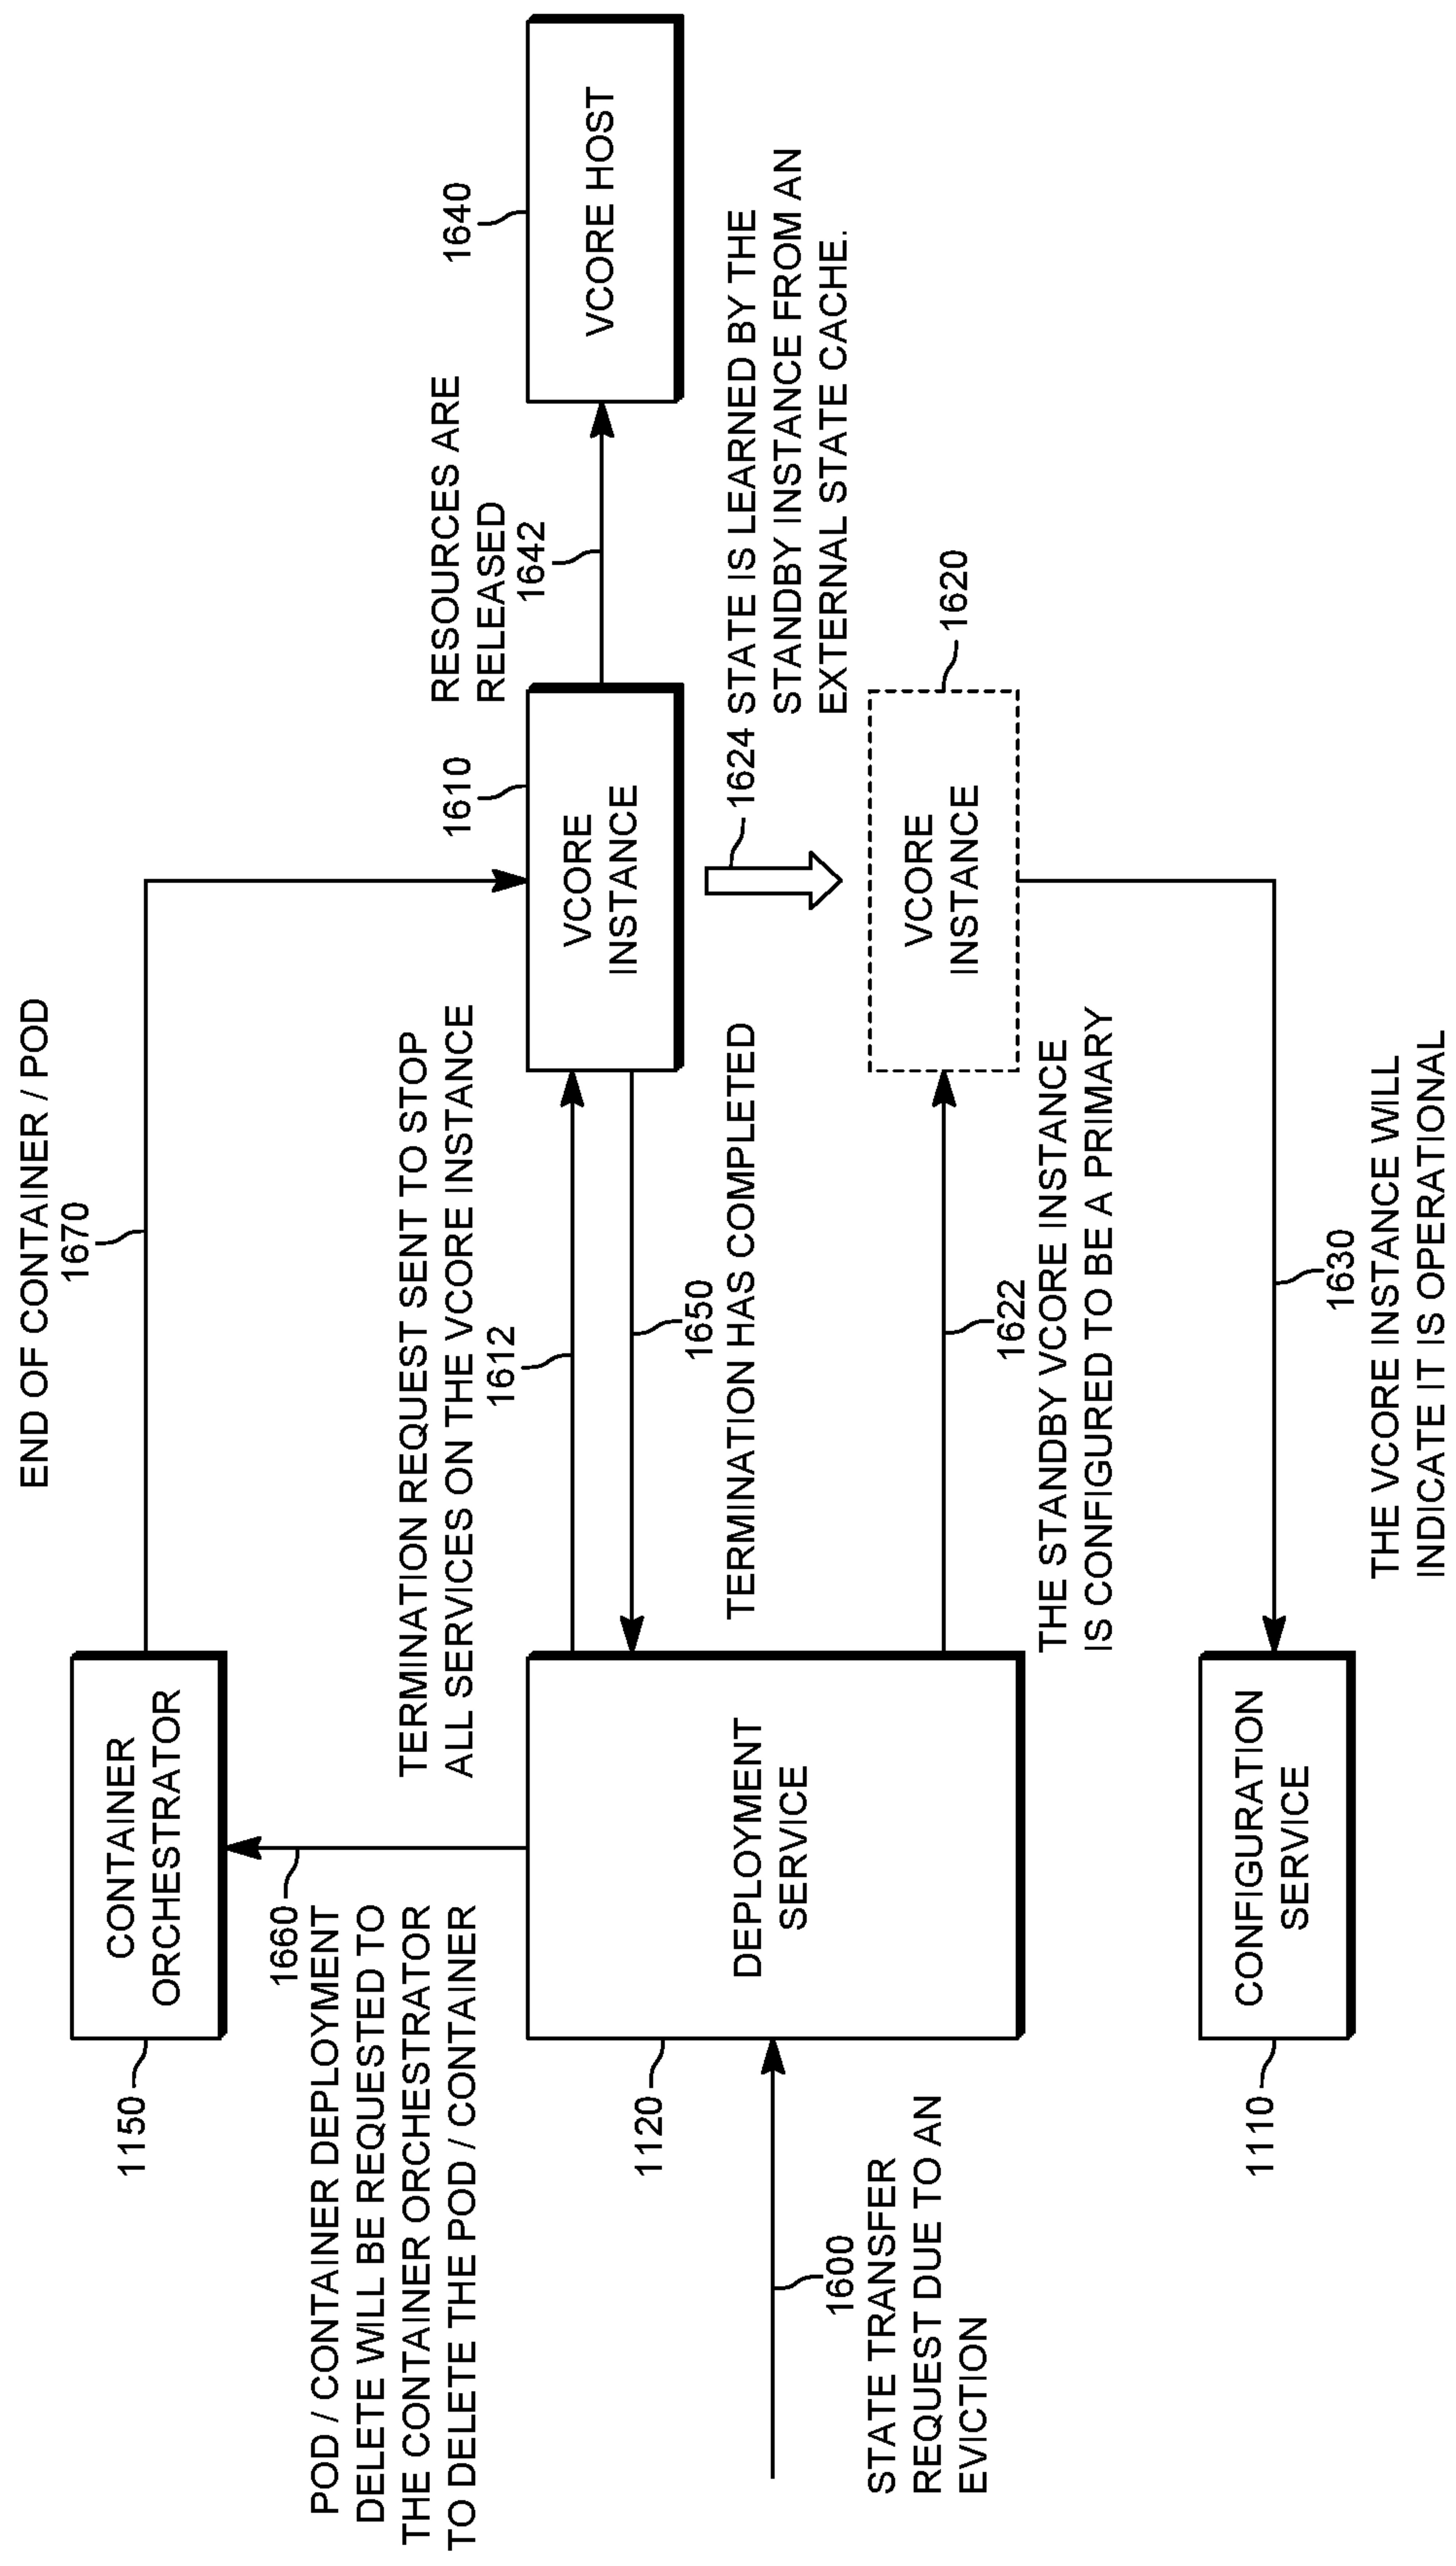 END OF CONTAINER / POD
1670
1150
CONTAINER
ORCHESTRATOR
1660
POD / CONTAINER DEPLOYMENT
DELETE WILL BE REQUESTED TO
THE CONTAINER ORCHESTRATOR
TO DELETE THE POD / CONTAINER
TERMINATION REQUEST SENT TO STOP
ALL SERVICES ON THE VCORE INSTANCE
1612
1610
VCORE
INSTANCE
RESOURCES ARE
RELEASED
1642
1640
VCORE HOST
1120
DEPLOYMENT
SERVICE
1650
TERMINATION HAS COMPLETED
1624 STATE IS LEARNED BY THE
STANDBY INSTANCE FROM AN
EXTERNAL STATE CACHE.
1600
STATE TRANSFER
REQUEST DUE TO AN
EVICTION
1622
THE STANDBY VCORE INSTANCE
IS CONFIGURED TO BE A PRIMARY
VCORE
INSTANCE
1620
1110
CONFIGURATION
SERVICE
1630
THE VCORE INSTANCE WILL
INDICATE IT IS OPERATIONAL